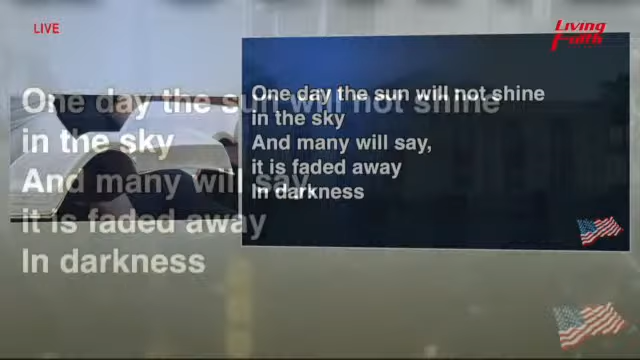 LIVE
Living
Faith
One day the sun will not shine
in the sky
And many will say,
it is faded away
In darkness
One day the sun will not shine
in the sky
And many will say,
it is faded away
In darkness